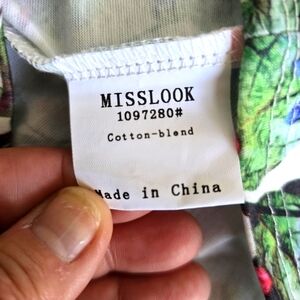 MISSLOOK
1097280#
Cotton-blend
Made in China